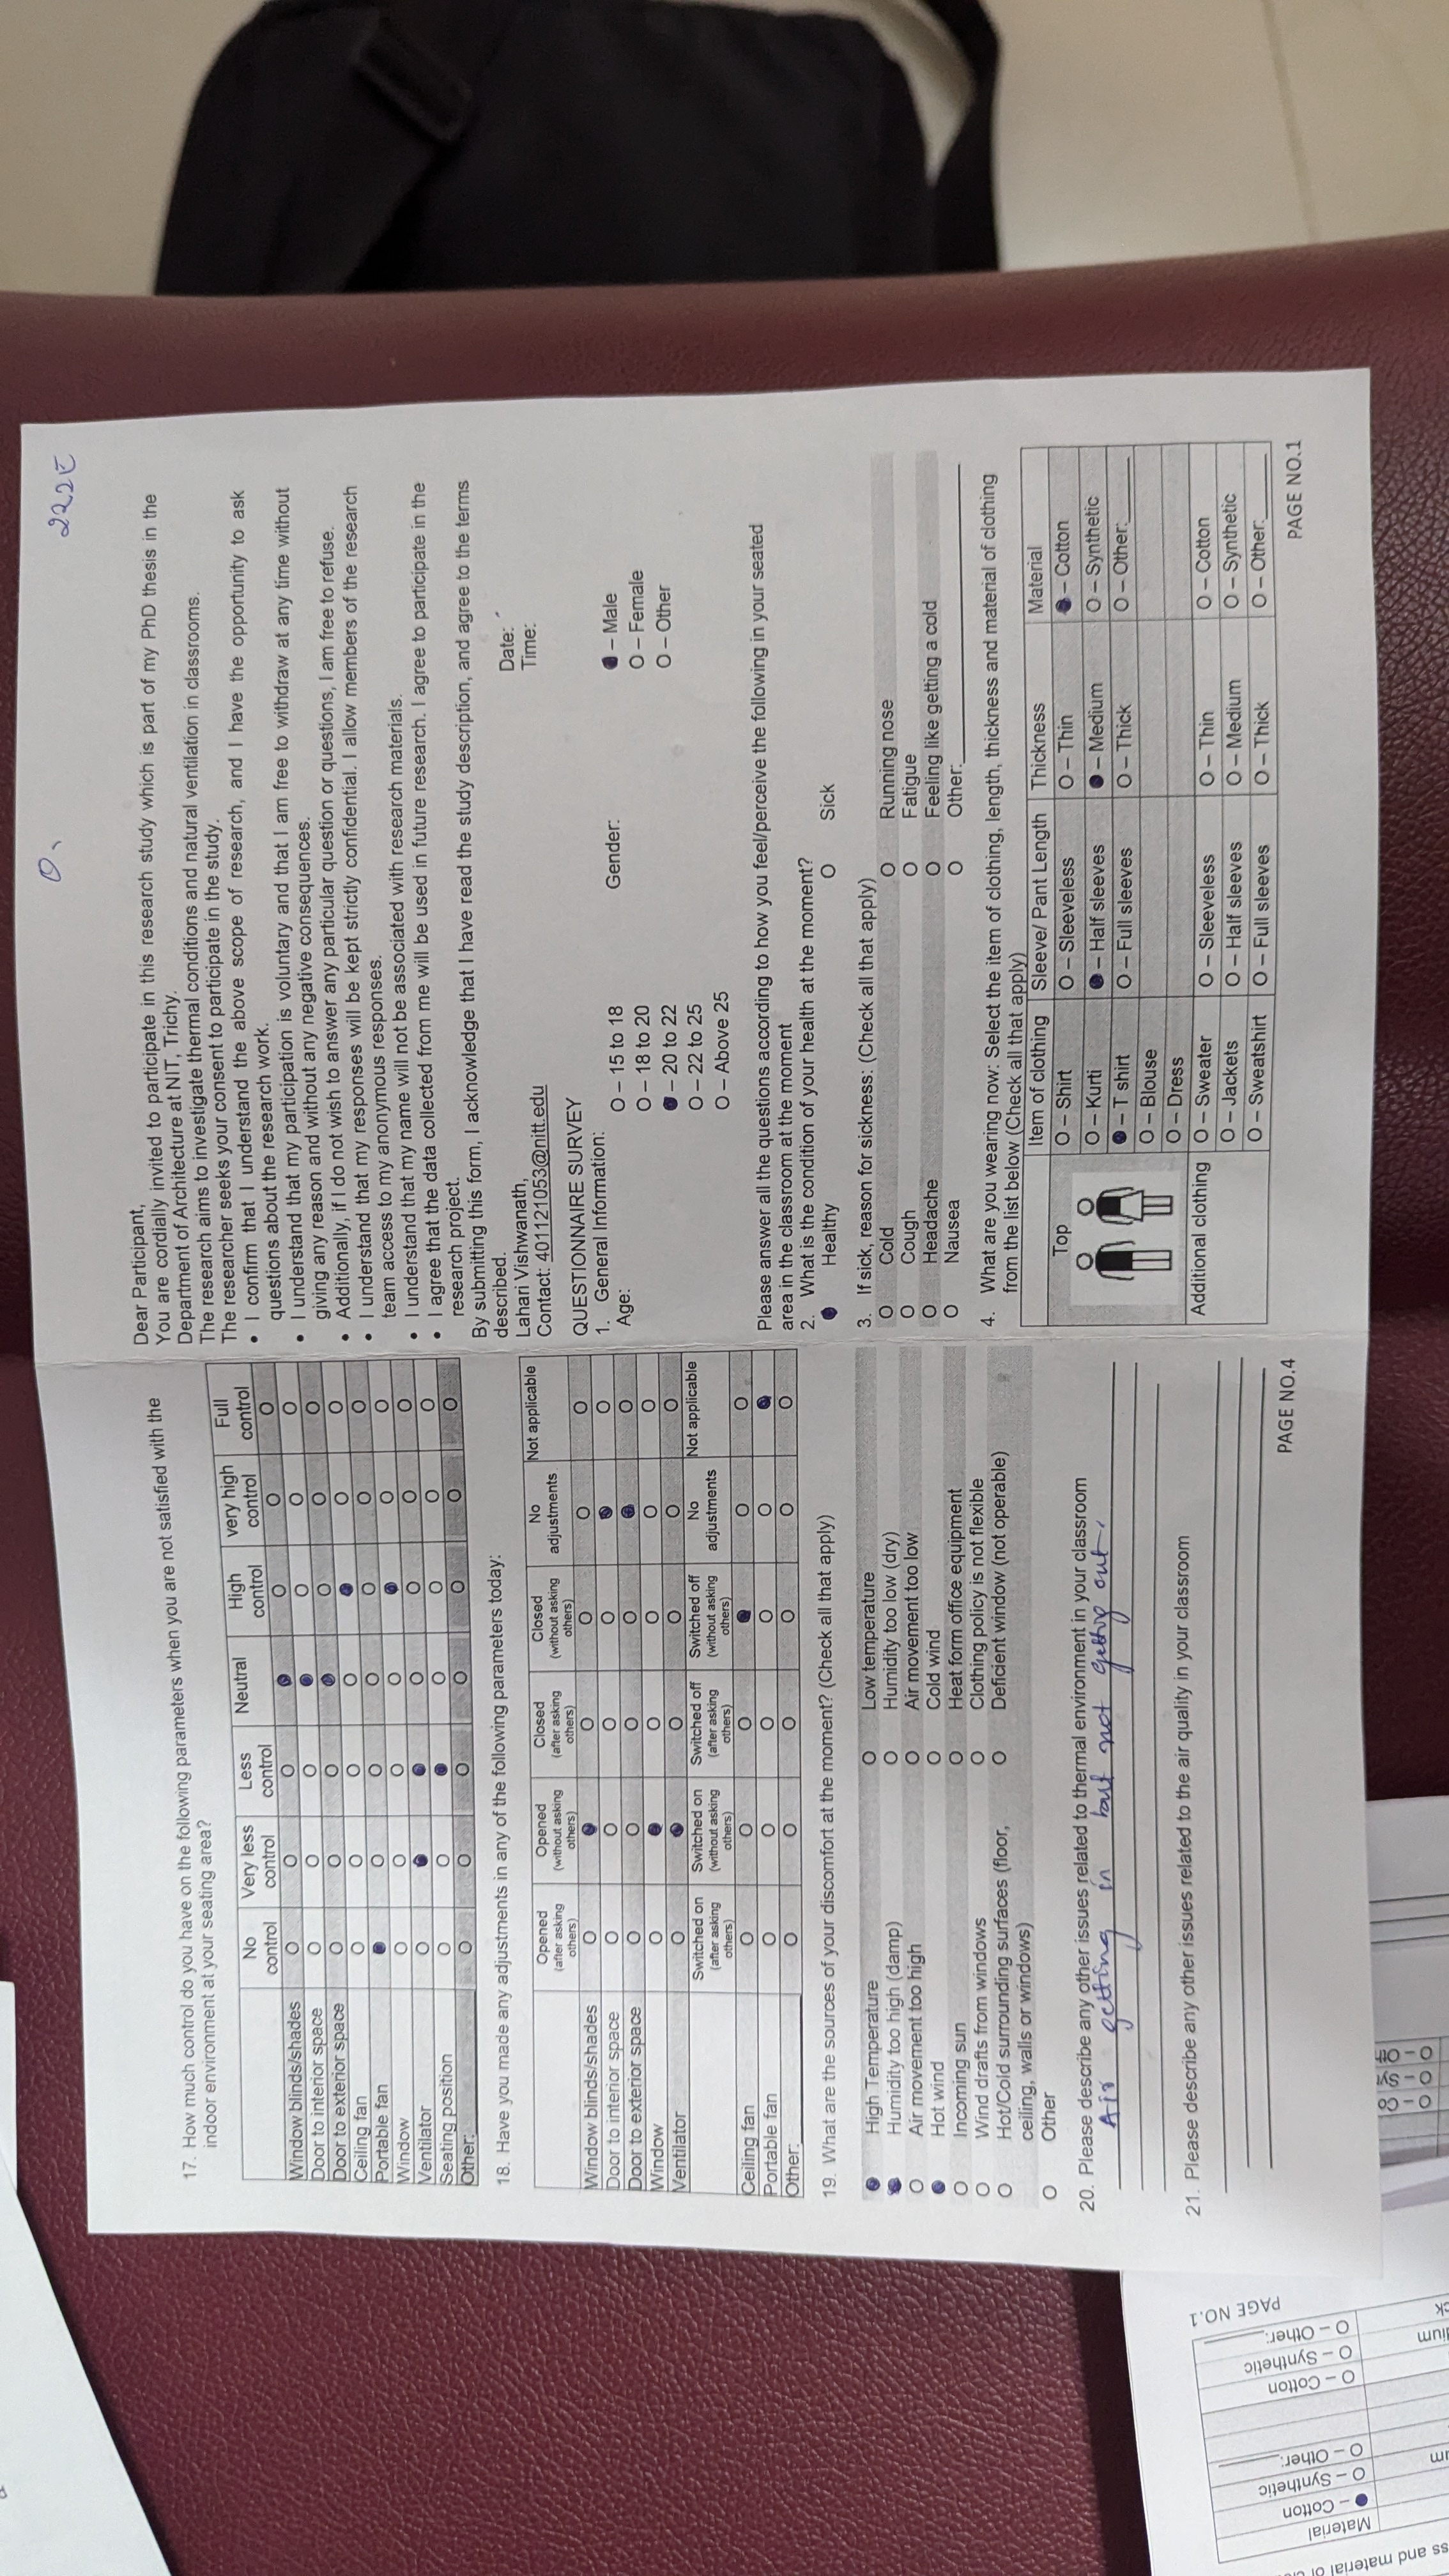 222E
17. How much control do you have on the following parameters when you are not satisfied with the
indoor environment at your seating area?
No control Very less control Less control Neutral High control very high control Full control
Window blinds/shades O O O ● O O O
Door to interior space O O O ● O O O
Door to exterior space O O O ● O O O
Ceiling fan O O O O ● O O
Portable fan ● O O O O O O
Window O O O O ● O O
Ventilator O ● ● O O O O
Seating position O O ● O O O O
Other: O O O O O O O
18. Have you made any adjustments in any of the following parameters today:
Opened (after asking others) Opened (without asking others) Closed (after asking others) Closed (without asking others) No adjustments Not applicable
Window blinds/shades O ● O O O O
Door to interior space O O O O ● O
Door to exterior space O O O O ● O
Window O ● O O O O
Ventilator O ● O O O O
Switched on (after asking others) Switched on (without asking others) Switched off (after asking others) Switched off (without asking others) No adjustments Not applicable
Ceiling fan O O O ● O O
Portable fan O O O O O ●
Other: O O O O O O
19. What are the sources of your discomfort at the moment? (Check all that apply)
● High Temperature O Low temperature
● Humidity too high (damp) O Humidity too low (dry)
O Air movement too high O Air movement too low
● Hot wind O Cold wind
O Incoming sun O Heat form office equipment
O Wind drafts from windows O Clothing policy is not flexible
O Hot/Cold surrounding surfaces (floor, O Deficient window (not operable)
ceiling, walls or windows)
O Other
20. Please describe any other issues related to thermal environment in your classroom
Air getting in but not getting out.
21. Please describe any other issues related to the air quality in your classroom
PAGE NO.4
Dear Participant,
You are cordially invited to participate in this research study which is part of my PhD thesis in the
Department of Architecture at NIT, Trichy.
The research aims to investigate thermal conditions and natural ventilation in classrooms.
The researcher seeks your consent to participate in the study.
• I confirm that I understand the above scope of research, and I have the opportunity to ask
questions about the research work.
• I understand that my participation is voluntary and that I am free to withdraw at any time without
giving any reason and without any negative consequences.
• Additionally, if I do not wish to answer any particular question or questions, I am free to refuse.
• I understand that my responses will be kept strictly confidential. I allow members of the research
team access to my anonymous responses.
• I understand that my name will not be associated with research materials.
• I agree that the data collected from me will be used in future research. I agree to participate in the
research project.
By submitting this form, I acknowledge that I have read the study description, and agree to the terms
described.
Lahari Vishwanath, Date:
Contact: 401121053@nitt.edu Time:
QUESTIONNAIRE SURVEY
1. General Information:
Age: O – 15 to 18 Gender: ● – Male
O – 18 to 20 O – Female
● – 20 to 22 O – Other
O – 22 to 25
O – Above 25
Please answer all the questions according to how you feel/perceive the following in your seated
area in the classroom at the moment
2. What is the condition of your health at the moment?
● Healthy O Sick
3. If sick, reason for sickness: (Check all that apply)
O Cold O Running nose
O Cough O Fatigue
O Headache O Feeling like getting a cold
O Nausea O Other:
4. What are you wearing now: Select the item of clothing, length, thickness and material of clothing
from the list below (Check all that apply)
Item of clothing Sleeve/ Pant Length Thickness Material
Top O – Shirt O – Sleeveless O – Thin ● – Cotton
O – Kurti ● – Half sleeves ● – Medium O – Synthetic
● – T shirt O – Full sleeves O – Thick O – Other:
O – Blouse
O – Dress
Additional clothing O – Sweater O – Sleeveless O – Thin O – Cotton
O – Jackets O – Half sleeves O – Medium O – Synthetic
O – Sweatshirt O – Full sleeves O – Thick O – Other:
PAGE NO.1
ss and material of
Material
● – Cotton
O – Synthetic
O – Other:
O – Cotton
O – Synthetic
O – Other:
PAGE NO.1